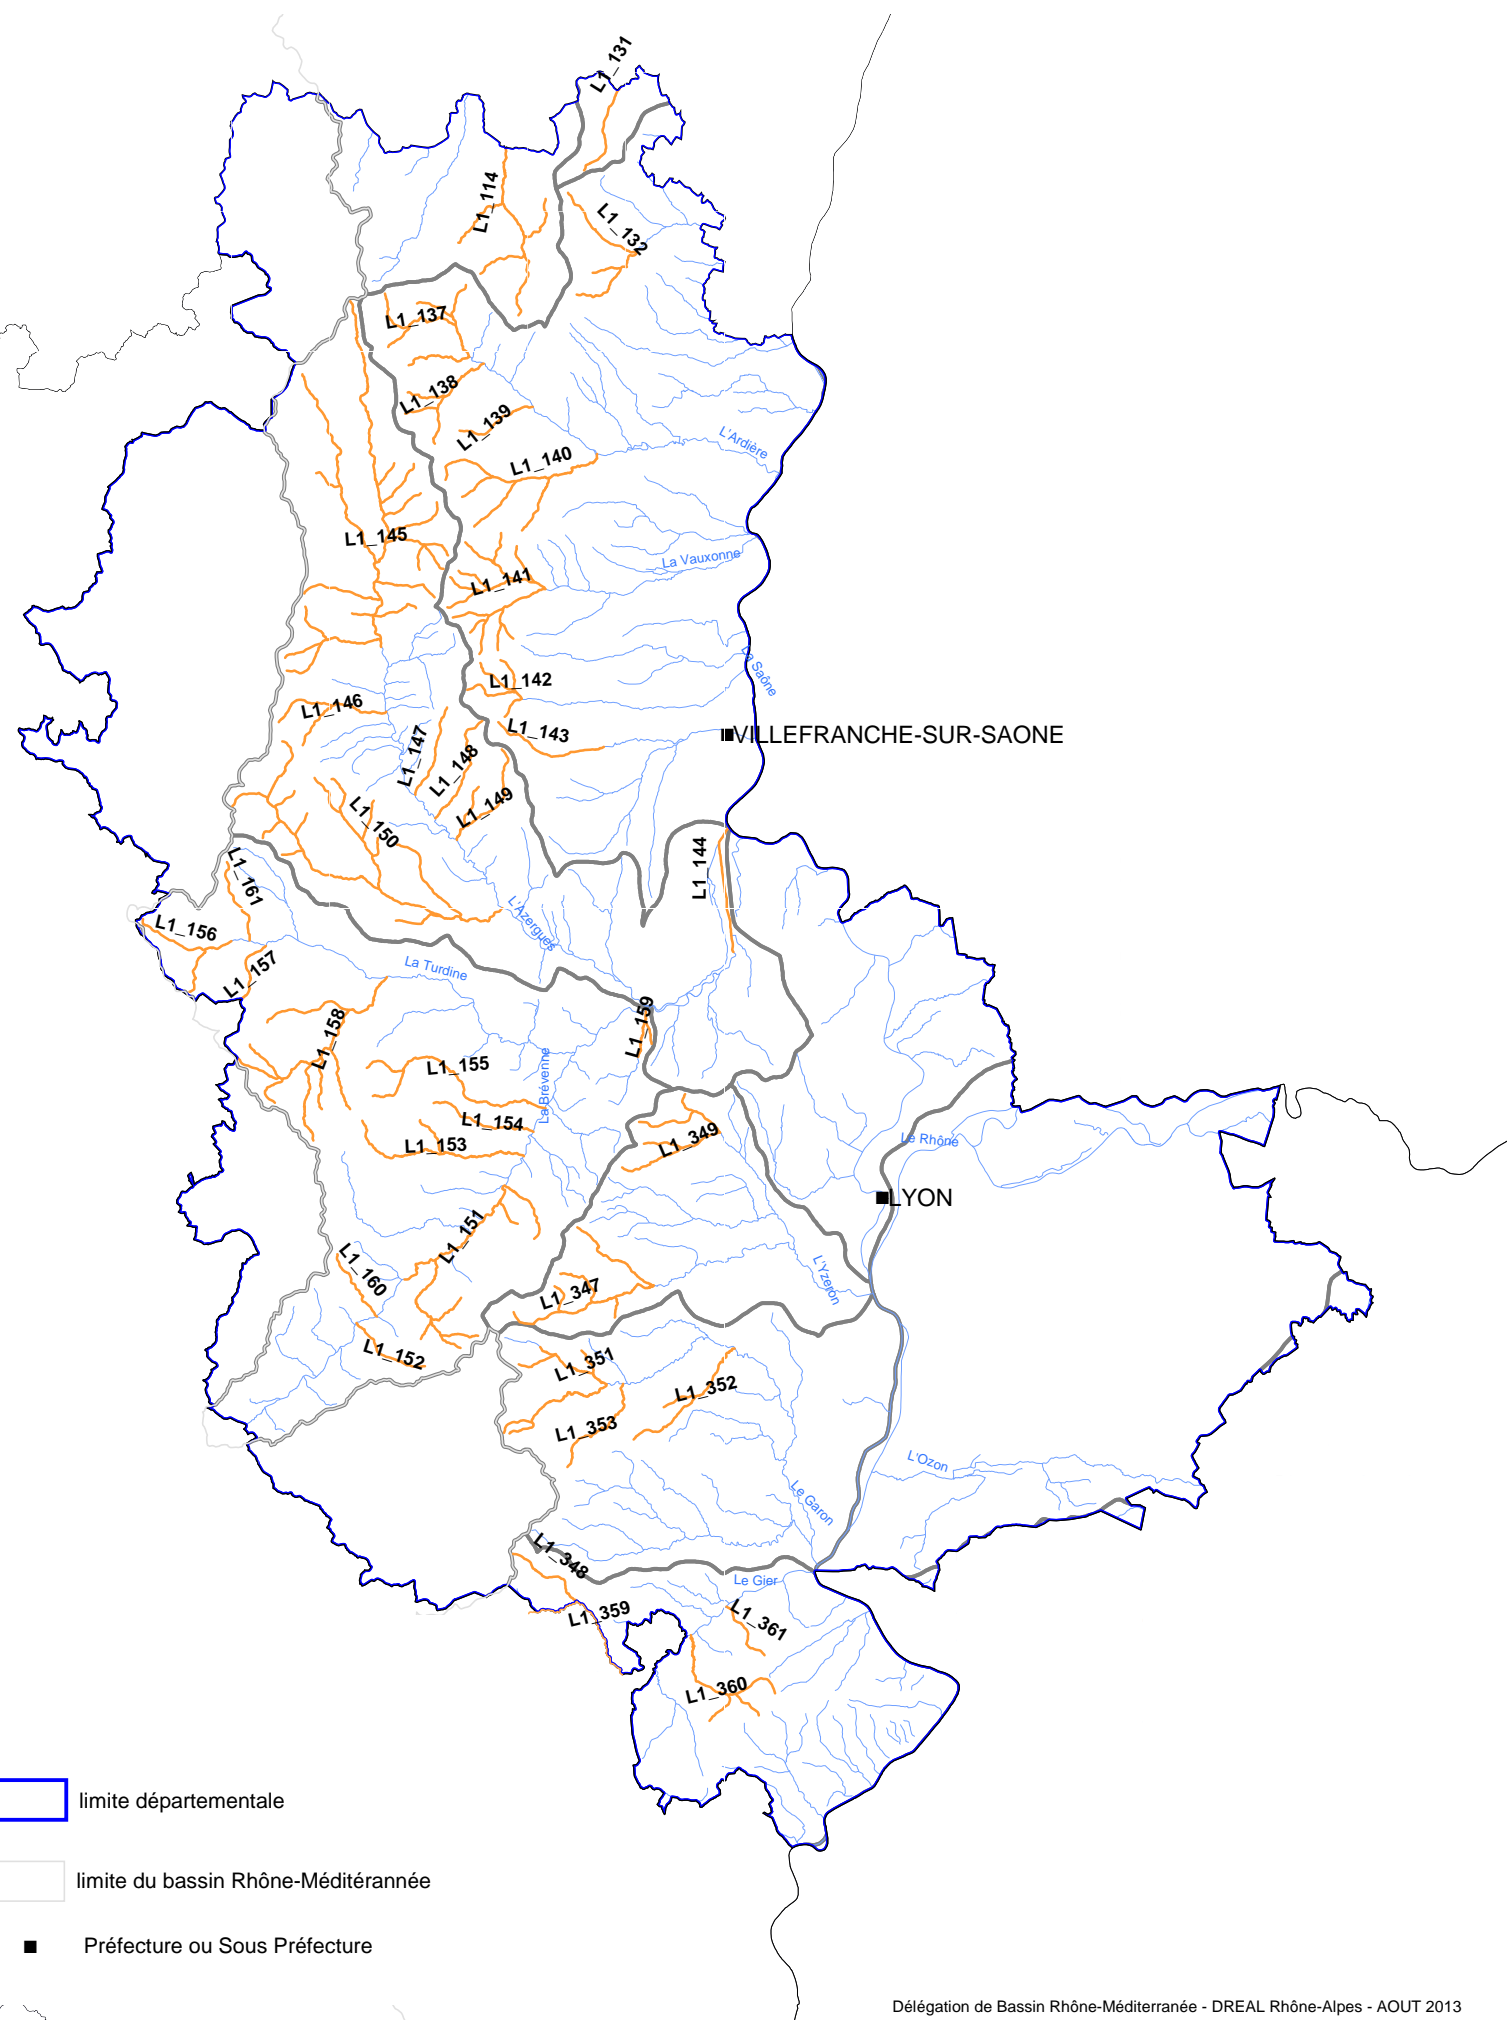 L1_131
L1_114
L1_132
L1_137
L1_138
L1_139
L'Ardière
L1_140
L1_145
La Vauxonne
L1_141
La Saône
L1_142
L1_146
L1_143
VILLEFRANCHE-SUR-SAONE
L1_147
L1_148
L1_149
L1_150
L1_144
L1_161
L'Azergues
L1_156
L1_157
La Turdine
L1_159
L1_158
L1_155
La Brévenne
L1_154
L1_153
L1_349
Le Rhône
LYON
L1_151
L1_160
L'Yzeron
L1_347
L1_152
L1_351
L1_352
L1_353
L'Ozon
Le Garon
L1_348
Le Gier
L1_359
L1_361
L1_360
limite départementale
limite du bassin Rhône-Méditérannée
Préfecture ou Sous Préfecture
Délégation de Bassin Rhône-Méditerranée - DREAL Rhône-Alpes - AOUT 2013